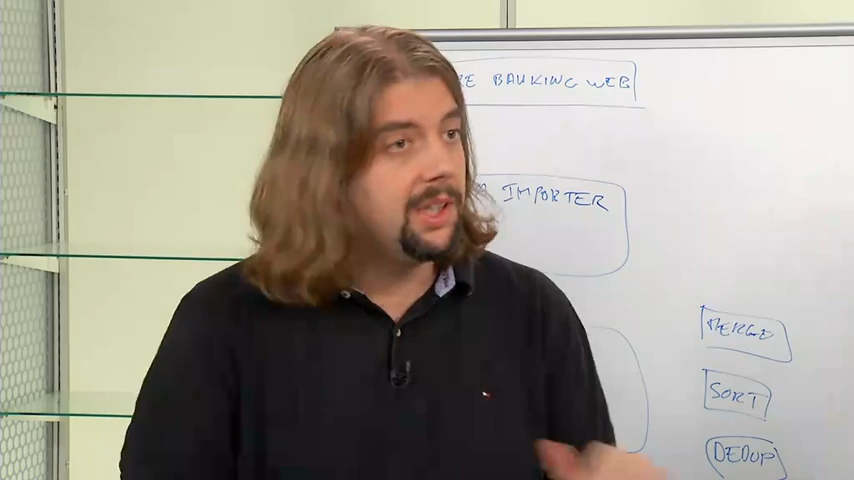 BANKING WEB
IMPORTER
MERGE
SORT
DEDUP